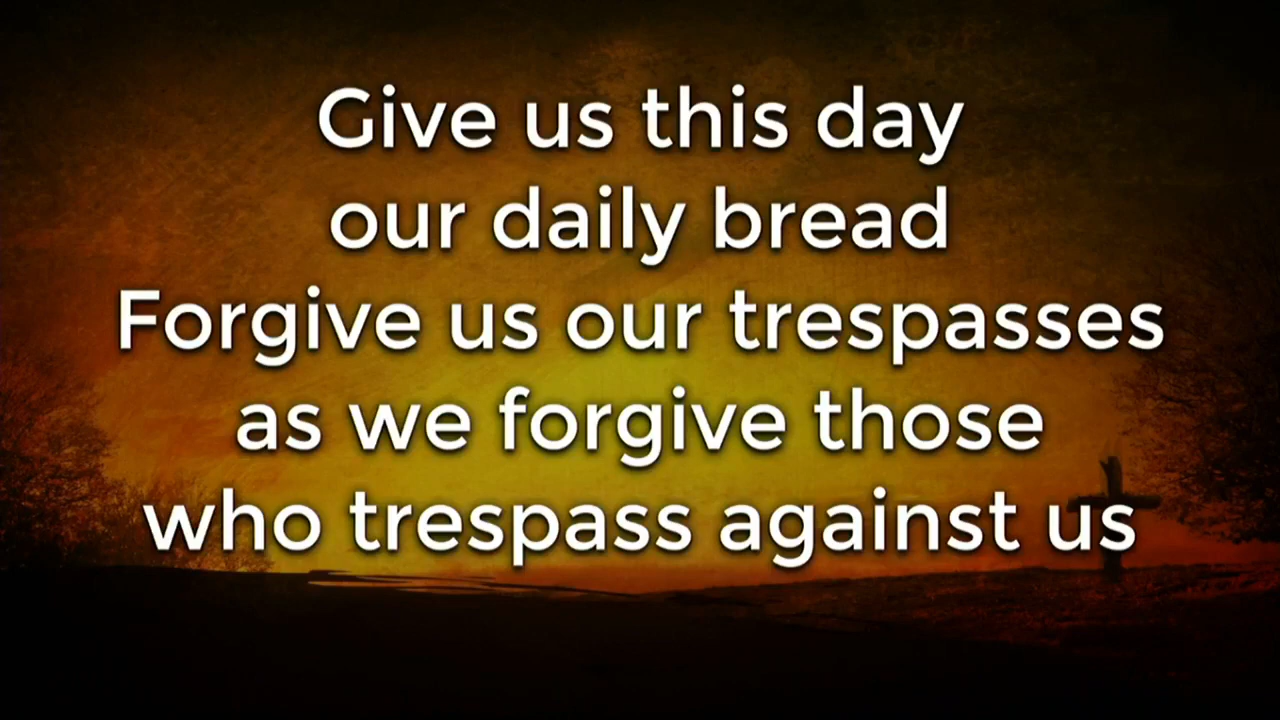 Give us this day
our daily bread
Forgive us our trespasses
as we forgive those
who trespass against us